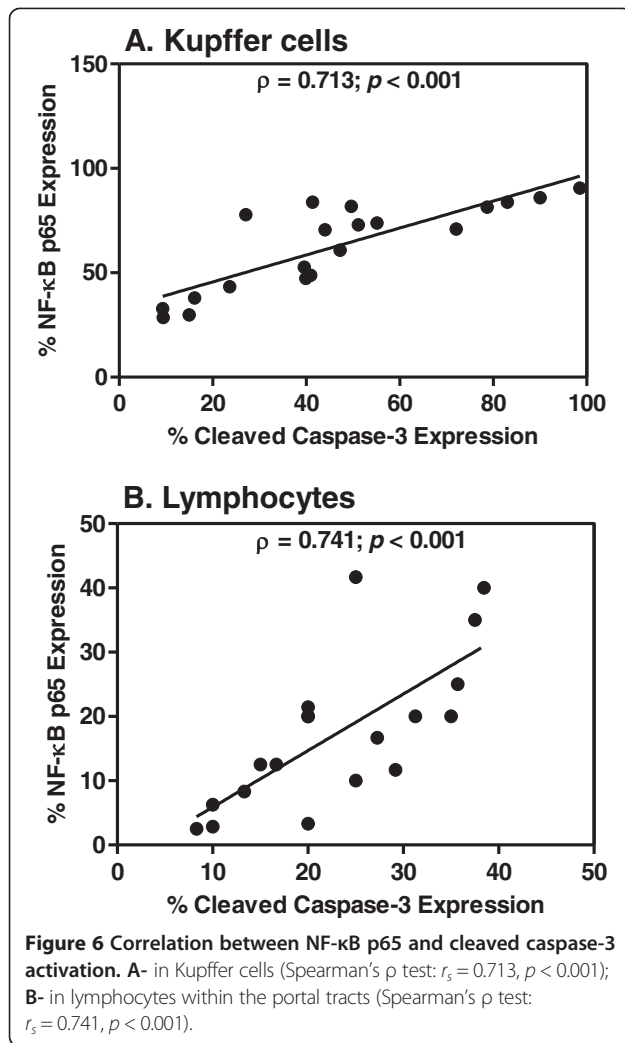 A. Kupffer cells
ρ = 0.713; p < 0.001
150
100
50
0
% NF-κB p65 Expression
0 20 40 60 80 100
% Cleaved Caspase-3 Expression
B. Lymphocytes
ρ = 0.741; p < 0.001
50
40
30
20
10
0
% NF-κB p65 Expression
0 10 20 30 40 50
% Cleaved Caspase-3 Expression
Figure 6 Correlation between NF-κB p65 and cleaved caspase-3
activation. A- in Kupffer cells (Spearman's ρ test: rs = 0.713, p < 0.001);
B- in lymphocytes within the portal tracts (Spearman's ρ test:
rs = 0.741, p < 0.001).